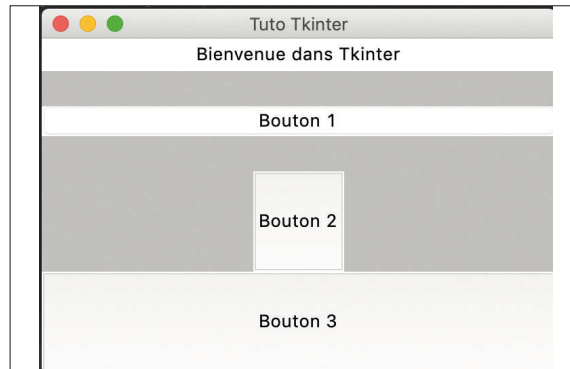 Tuto Tkinter
Bienvenue dans Tkinter
Bouton 1
Bouton 2
Bouton 3